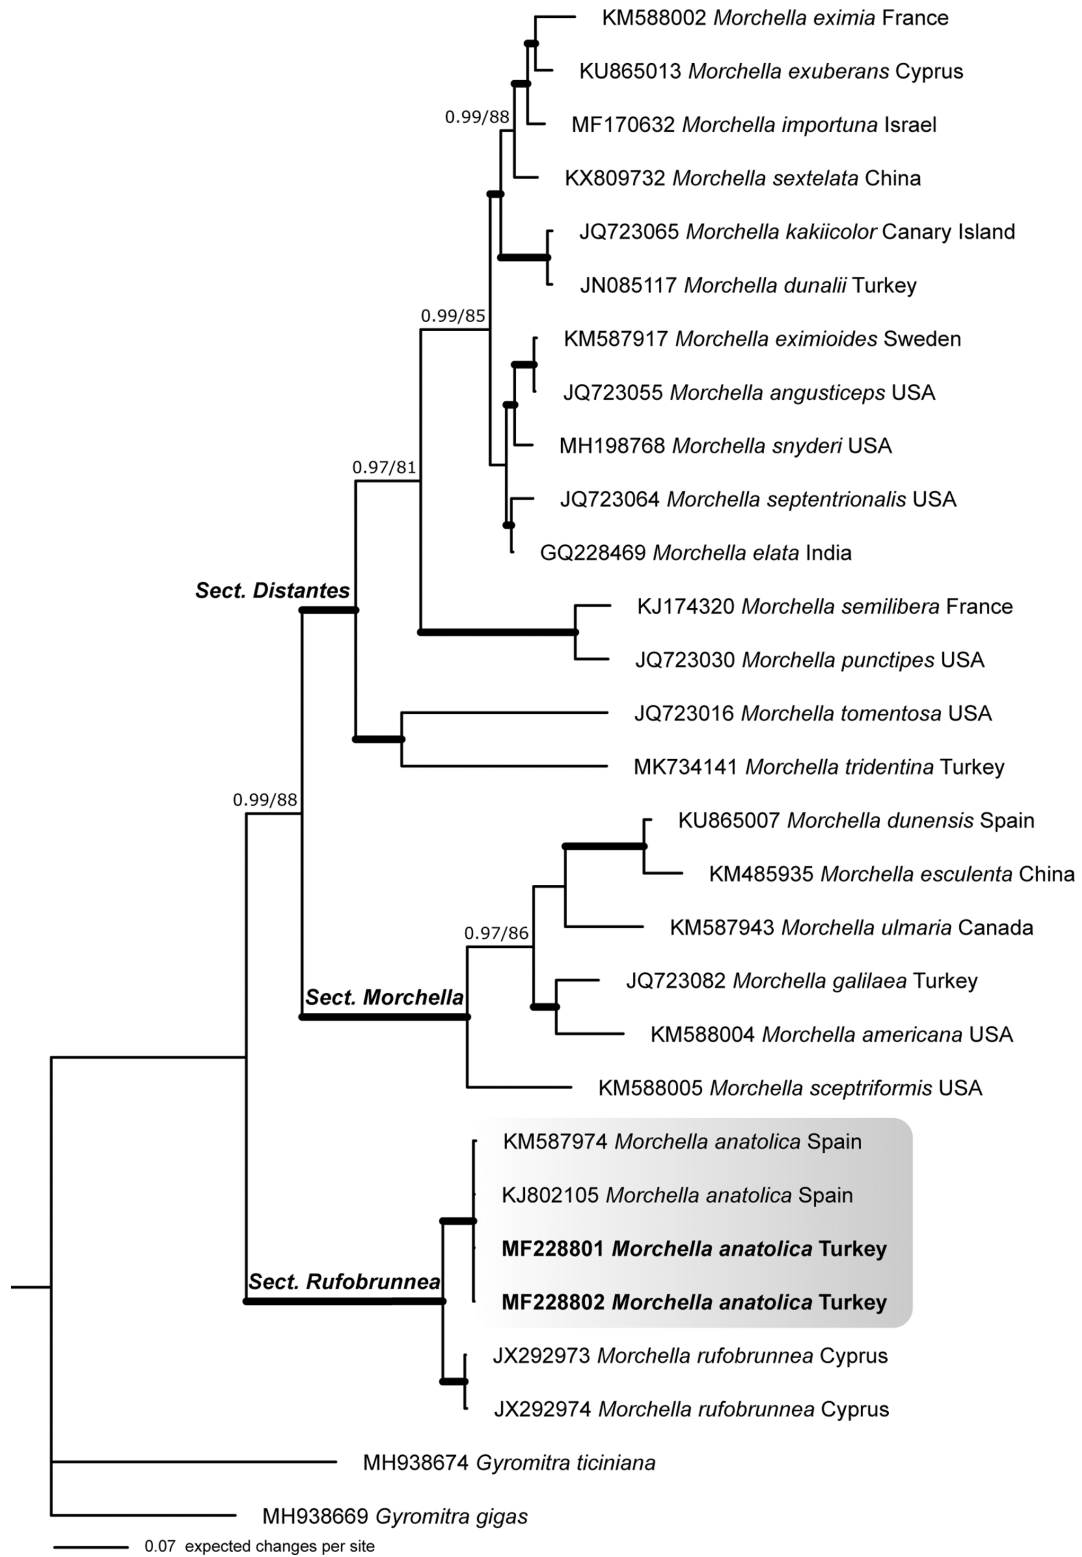 KM588002 Morchella eximia France
KU865013 Morchella exuberans Cyprus
0.99/88
MF170632 Morchella importuna Israel
KX809732 Morchella sextelata China
JQ723065 Morchella kakiicolor Canary Island
JN085117 Morchella dunalii Turkey
0.99/85
KM587917 Morchella eximioides Sweden
JQ723055 Morchella angusticeps USA
MH198768 Morchella snyderi USA
0.97/81
JQ723064 Morchella septentrionalis USA
GQ228469 Morchella elata India
Sect. Distantes
KJ174320 Morchella semilibera France
JQ723030 Morchella punctipes USA
JQ723016 Morchella tomentosa USA
MK734141 Morchella tridentina Turkey
0.99/88
KU865007 Morchella dunensis Spain
KM485935 Morchella esculenta China
KM587943 Morchella ulmaria Canada
0.97/86
JQ723082 Morchella galilaea Turkey
Sect. Morchella
KM588004 Morchella americana USA
KM588005 Morchella sceptriformis USA
KM587974 Morchella anatolica Spain
KJ802105 Morchella anatolica Spain
MF228801 Morchella anatolica Turkey
Sect. Rufobrunnea
MF228802 Morchella anatolica Turkey
JX292973 Morchella rufobrunnea Cyprus
JX292974 Morchella rufobrunnea Cyprus
MH938674 Gyromitra ticiniana
MH938669 Gyromitra gigas
0.07 expected changes per site